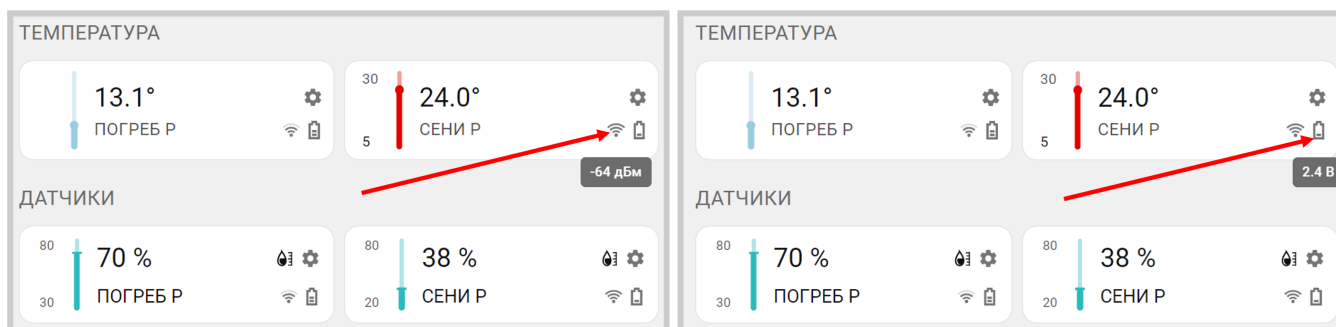 ТЕМПЕРАТУРА
13.1°
ПОГРЕБ Р
30
24.0°
СЕНИ Р
5
-64 дБм
ДАТЧИКИ
80
70 %
ПОГРЕБ Р
30
80
38 %
СЕНИ Р
20
ТЕМПЕРАТУРА
13.1°
ПОГРЕБ Р
30
24.0°
СЕНИ Р
5
2.4 В
ДАТЧИКИ
80
70 %
ПОГРЕБ Р
30
80
38 %
СЕНИ Р
20